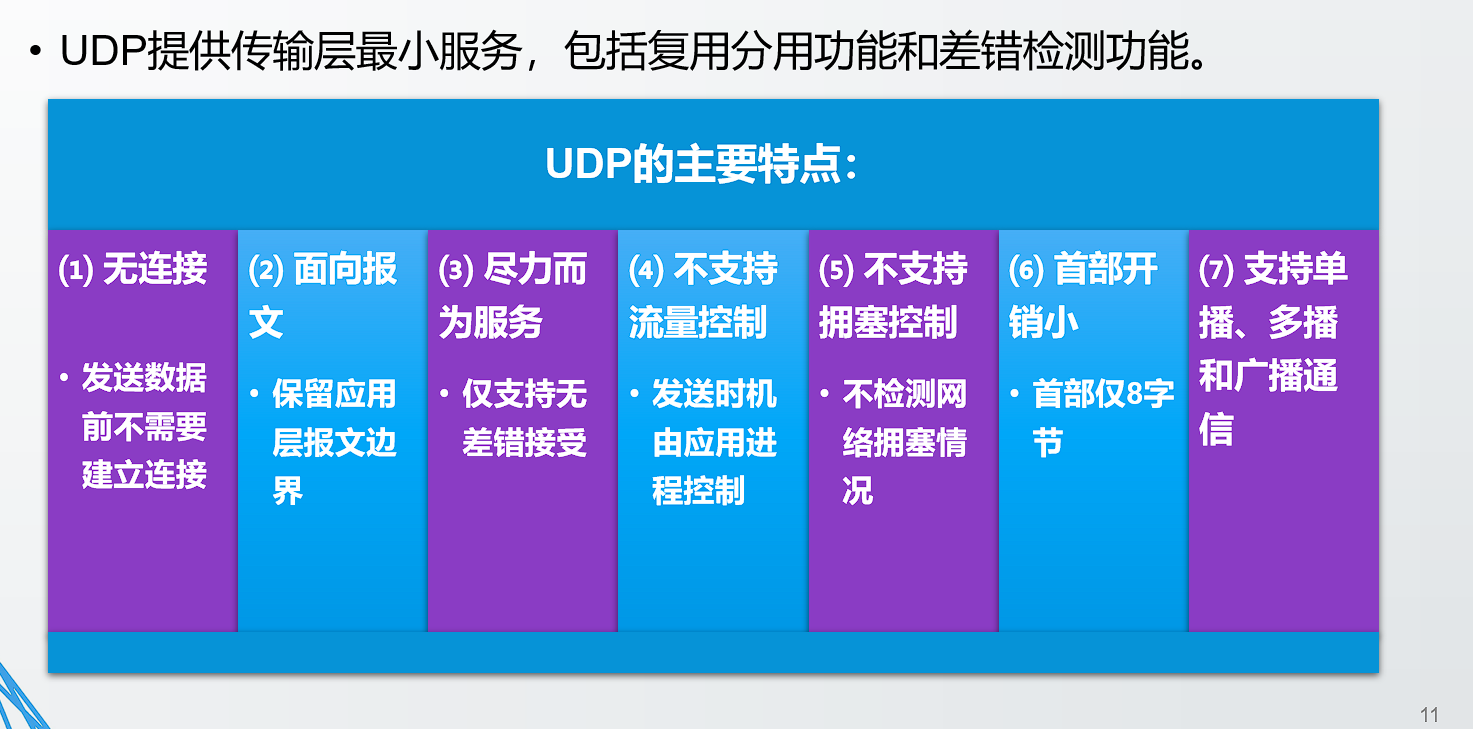 • UDP提供传输层最小服务，包括复用分用功能和差错检测功能。
UDP的主要特点：
(1) 无连接
• 发送数据
前不需要
建立连接
(2) 面向报
文
• 保留应用
层报文边
界
(3) 尽力而
为服务
• 仅支持无
差错接受
(4) 不支持
流量控制
• 发送时机
由应用进
程控制
(5) 不支持
拥塞控制
• 不检测网
络拥塞情
况
(6) 首部开
销小
• 首部仅8字
节
(7) 支持单
播、多播
和广播通
信
11